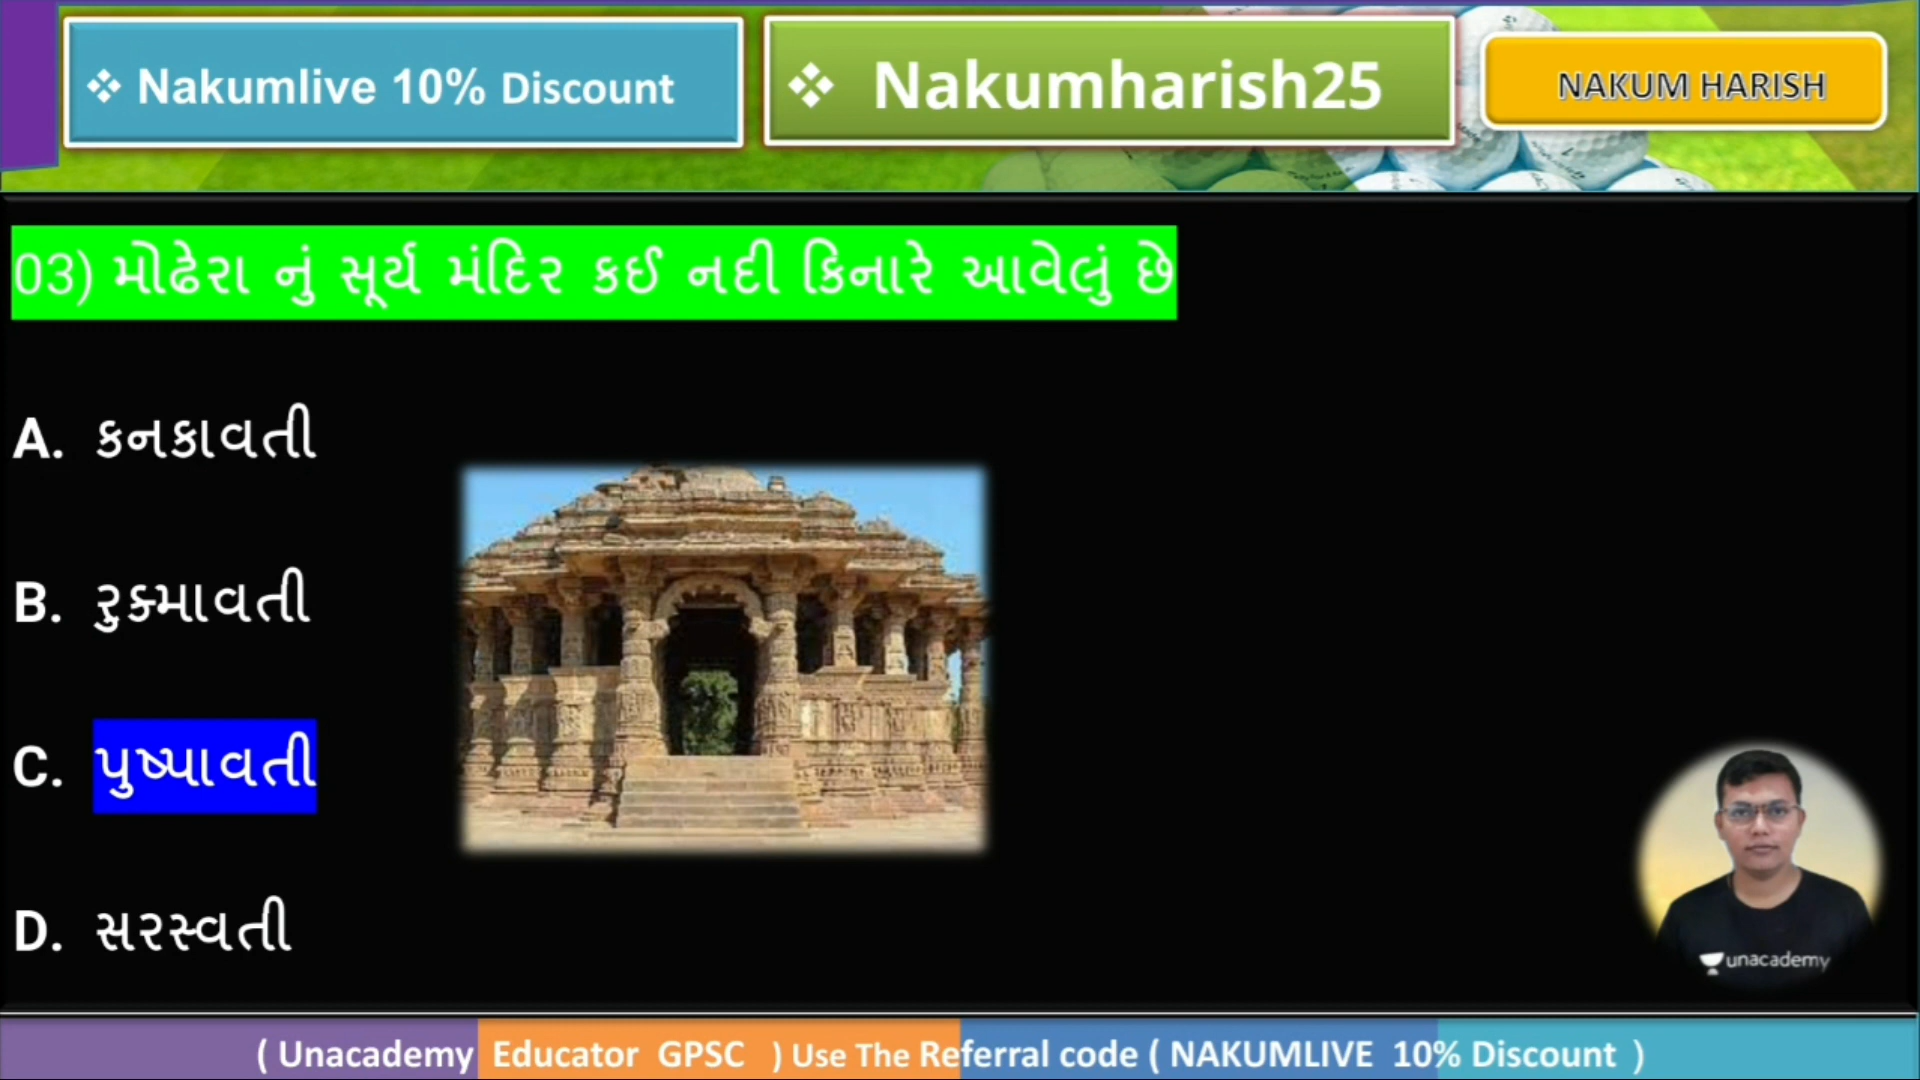 ❖ Nakumlive 10% Discount
❖ Nakumharish25
NAKUM HARISH
03) મોઢેરા નું સૂર્ય મંદિર કઈ નદી કિનારે આવેલું છે
A. કનકાવતી
B. રુક્માવતી
C. પુષ્પાવતી
D. સરસ્વતી
unacademy
( Unacademy Educator GPSC ) Use The Referral code ( NAKUMLIVE 10% Discount )